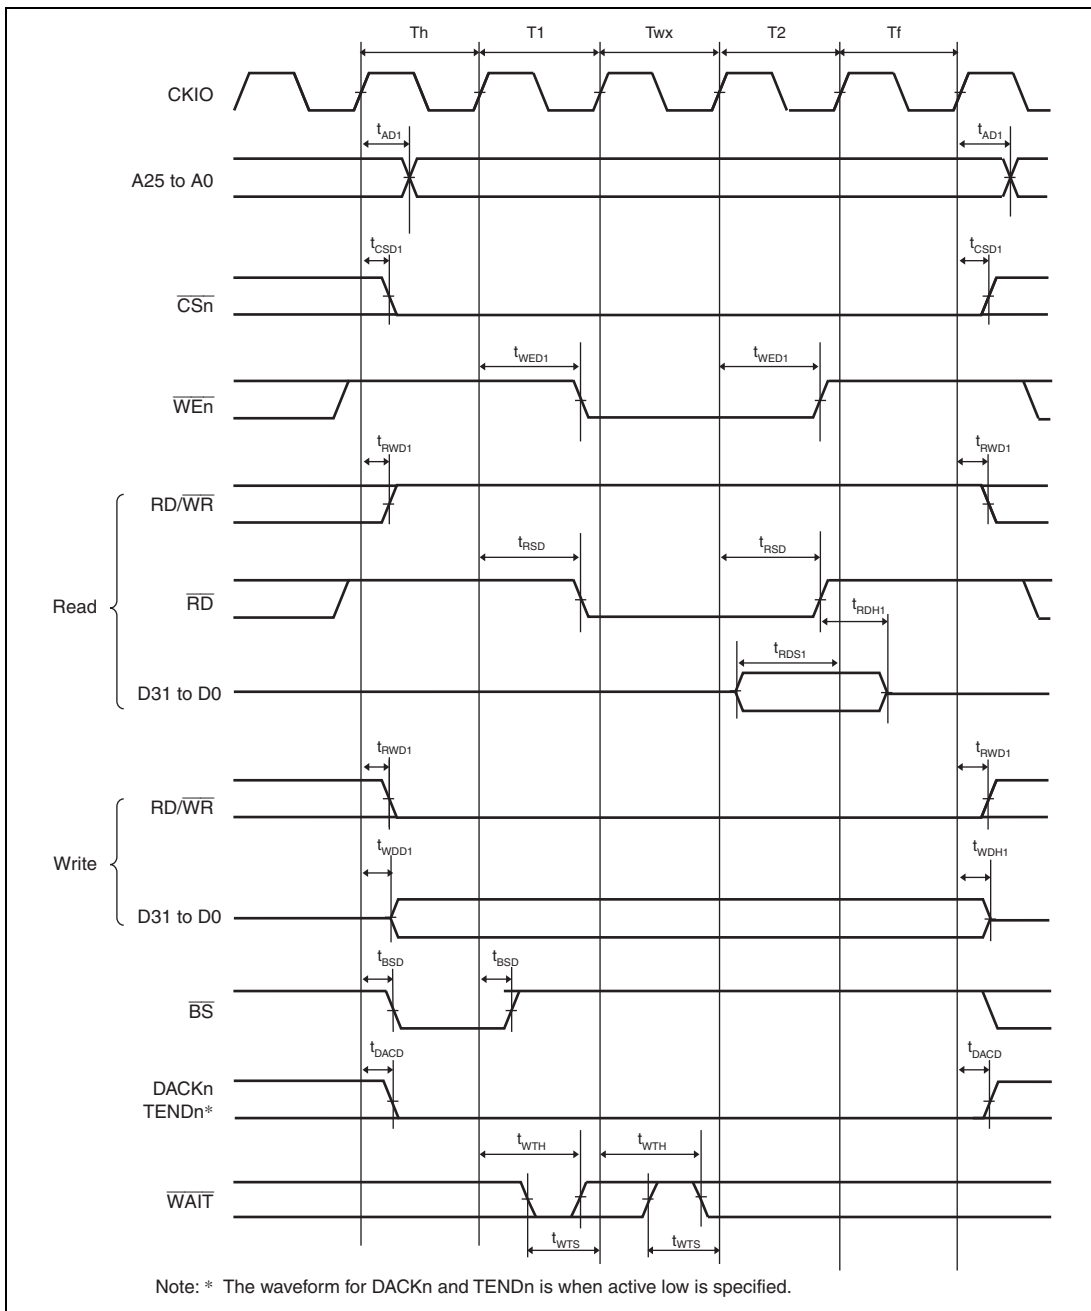 Th T1 Twx T2 Tf
CKIO
tAD1 tAD1
A25 to A0
tCSD1 tCSD1
CSn
tWED1 tWED1
WEn
tRWD1 tRWD1
RD/WR
tRSD tRSD
Read
RD
tRDH1
tRDS1
D31 to D0
tRWD1 tRWD1
RD/WR
Write
tWDD1 tWDH1
D31 to D0
tBSD tBSD
BS
tDACD tDACD
DACKn
TENDn*
tWTH tWTH
WAIT
tWTS tWTS
Note: * The waveform for DACKn and TENDn is when active low is specified.